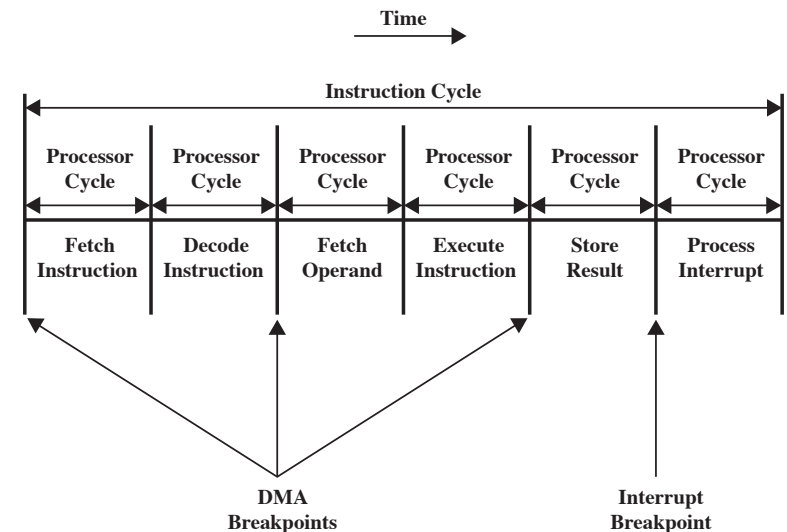 Time
Instruction Cycle
Processor Processor Processor Processor Processor Processor
Cycle Cycle Cycle Cycle Cycle Cycle
Fetch Decode Fetch Execute Store Process
Instruction Instruction Operand Instruction Result Interrupt
DMA Interrupt
Breakpoints Breakpoint